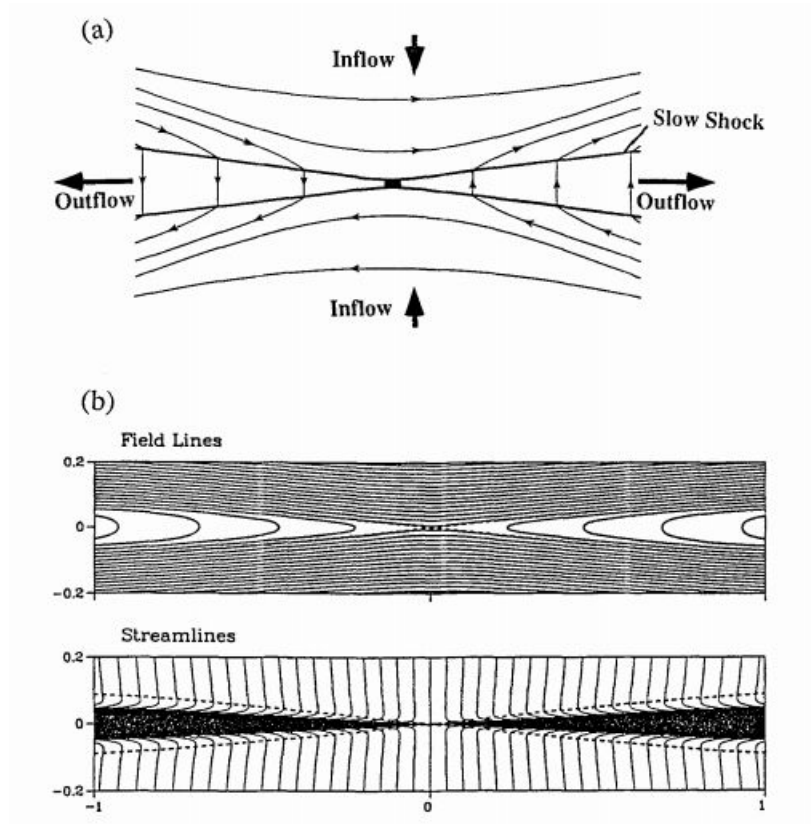 (a)
Inflow
Slow Shock
Outflow
Outflow
Inflow
(b)
Field Lines
0.2
0
-0.2
Streamlines
0.2
0
-0.2
-1
0
1